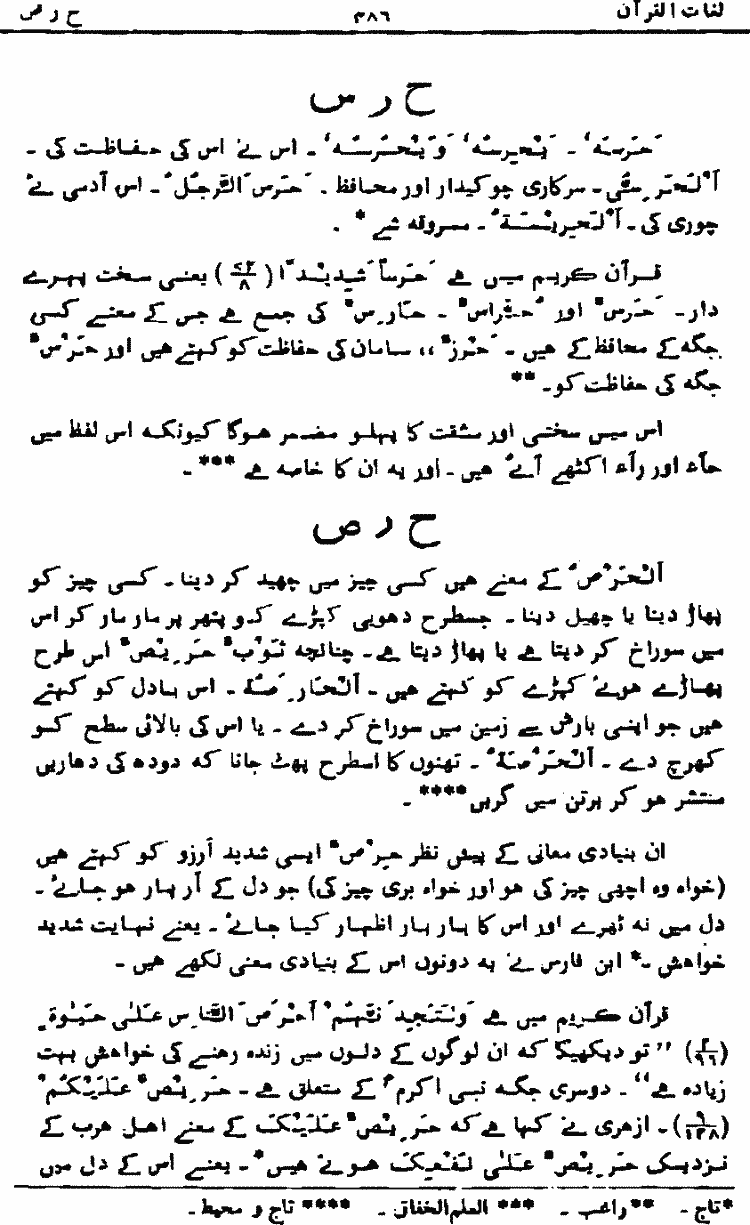 لغات القرآن ۳۸٦ ح ر ص
ح ر س
حَرَسَهٗ ۔ يَحْرِسُهٗ وَ يَحْرُسُهٗ ۔ اس نے اس کی حفاظت کی ۔
اَلْحَرَسِیُّ ۔ سرکاری چوکیدار اور محافظ ۔ حَرَسَ الرَّجُلُ ۔ اس آدمی نے
چوری کی ۔ اَلْحَرِيْسَةُ ۔ مسروقہ شے * ۔
قرآن کریم میں ہے حَرَسًا شَدِيْدًا (۷۲/۸) یعنی سخت پہرے
دار ۔ حَرَسٌ اور حُرَّاسٌ ۔ حَارِسٌ کی جمع ہے جس کے معنے کسی
جگہ کے محافظ کے ہیں ۔ حَرْزٌ ،، سامان کی حفاظت کو کہتے ہیں اور حَرْسٌ
جگہ کی حفاظت کو ۔ **
اس میں سختی اور مشقت کا پہلو مضمر ہوگا کیونکہ اس لفظ میں
حآء اور رآء اکٹھے آئے ہیں ۔ اور یہ ان کا خاصہ ہے *** ۔
ح ر ص
اَلْحَرْصُ کے معنے ہیں کسی چیز میں چھید کر دینا ۔ کسی چیز کو
پھاڑ دینا یا چھیل دینا ۔ جسطرح دھوبی کپڑے کو پتھر پر مار مار کر اس
میں سوراخ کر دیتا ہے یا پھاڑ دیتا ہے ۔ چنانچہ ثَوْبٌ حَرِيْصٌ اس طرح
پھاڑے ہوئے کپڑے کو کہتے ہیں ۔ اَلْحَارِصَةُ ۔ اس بادل کو کہتے
ہیں جو اپنی بارش سے زمین میں سوراخ کر دے ۔ یا اس کی بالائی سطح کو
کھرچ دے ۔ اَلْحَرْصَةُ ۔ تھنوں کا اسطرح پھٹ جانا کہ دودھ کی دھاریں
منتشر ہو کر برتن میں گریں **** ۔
ان بنیادی معانی کے پیش نظر حِرْصٌ ایسی شدید آرزو کو کہتے ہیں
(خواہ وہ اچھی چیز کی ہو اور خواہ بری چیز کی) جو دل کے آر پار ہو جائے ۔
دل میں نہ ٹہرے اور اس کا بار بار اظہار کیا جائے ۔ یعنے نہایت شدید
خواہش ۔* ابن فارس نے یہ دونوں اس کے بنیادی معنی لکھے ہیں ۔
قرآن کریم میں ہے وَلَتَجِدَنَّهُمْ اَحْرَصَ النَّاسِ عَلٰى حَيٰوةٍ
(۲/۹٦) ’’ تو دیکھیگا کہ ان لوگوں کے دلوں میں زندہ رہنے کی خواہش بہت
زیادہ ہے ‘‘ ۔ دوسری جگہ نبی اکرمؐ کے متعلق ہے ۔ حَرِيْصٌ عَلَيْكُمْ
(۹/۱۲۸) ۔ ازھری نے کہا ہے کہ حَرِيْصٌ عَلَيْكَ کے معنے اھل عرب کے
نزدیک حَرِيْصٌ عَلٰى نَفْعِكَ ہوتے ہیں* ۔ یعنے اس کے دل میں
*تاج ۔ **راغب ۔ *** العلم الخفاق ۔ **** تاج و محیط ۔